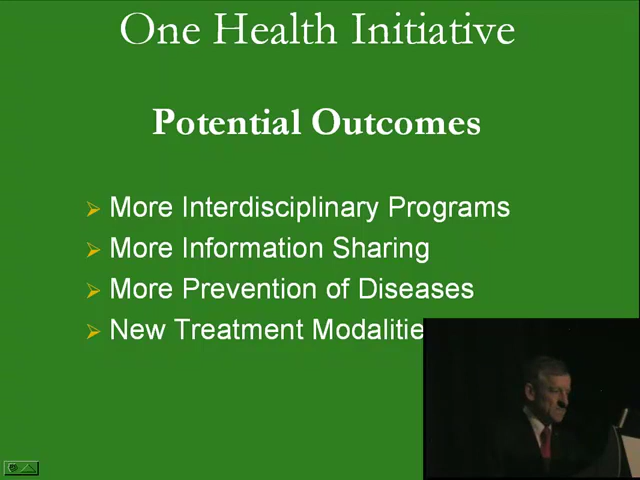 One Health Initiative
Potential Outcomes
More Interdisciplinary Programs
More Information Sharing
More Prevention of Diseases
New Treatment Modalitie